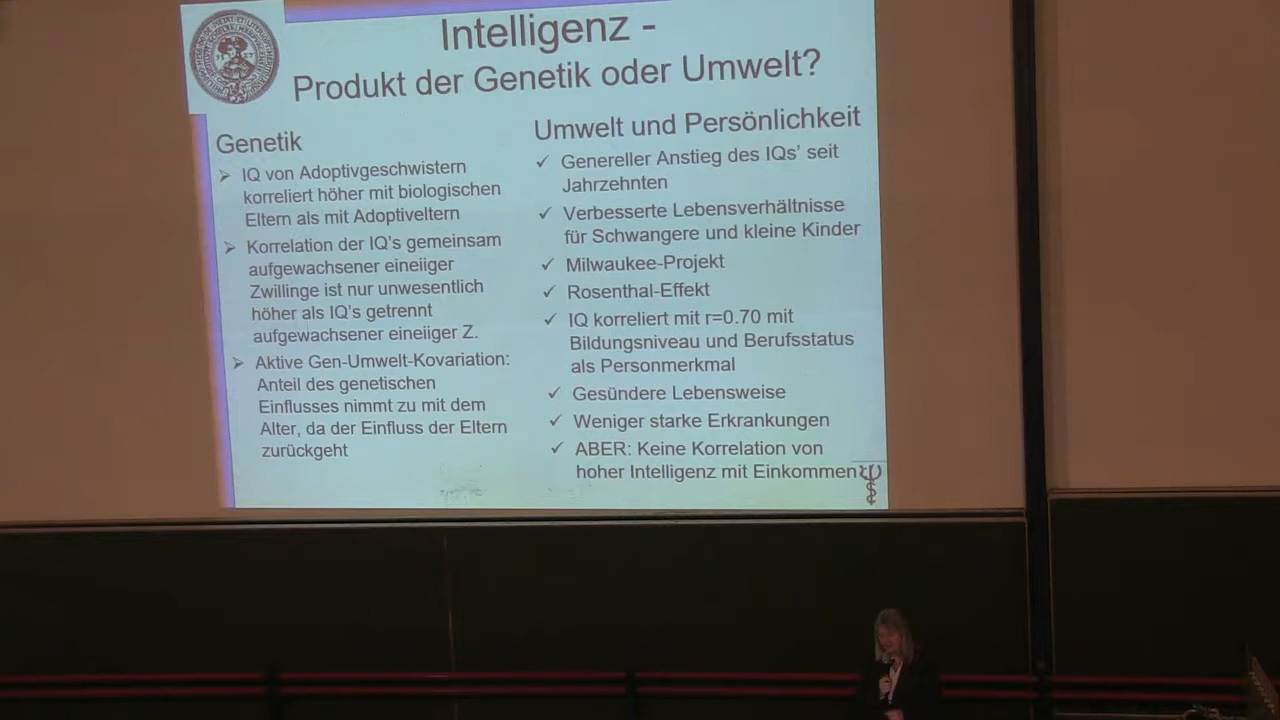 Intelligenz -
Produkt der Genetik oder Umwelt?
Genetik
IQ von Adoptivgeschwistern
korreliert höher mit biologischen
Eltern als mit Adoptiveltern
Korrelation der IQ's gemeinsam
aufgewachsener eineiiger
Zwillinge ist nur unwesentlich
höher als IQ's getrennt
aufgewachsener eineiiger Z.
Aktive Gen-Umwelt-Kovariation:
Anteil des genetischen
Einflusses nimmt zu mit dem
Alter, da der Einfluss der Eltern
zurückgeht
Umwelt und Persönlichkeit
Genereller Anstieg des IQs' seit
Jahrzehnten
Verbesserte Lebensverhältnisse
für Schwangere und kleine Kinder
Milwaukee-Projekt
Rosenthal-Effekt
IQ korreliert mit r=0.70 mit
Bildungsniveau und Berufsstatus
als Personmerkmal
Gesündere Lebensweise
Weniger starke Erkrankungen
ABER: Keine Korrelation von
hoher Intelligenz mit Einkommen